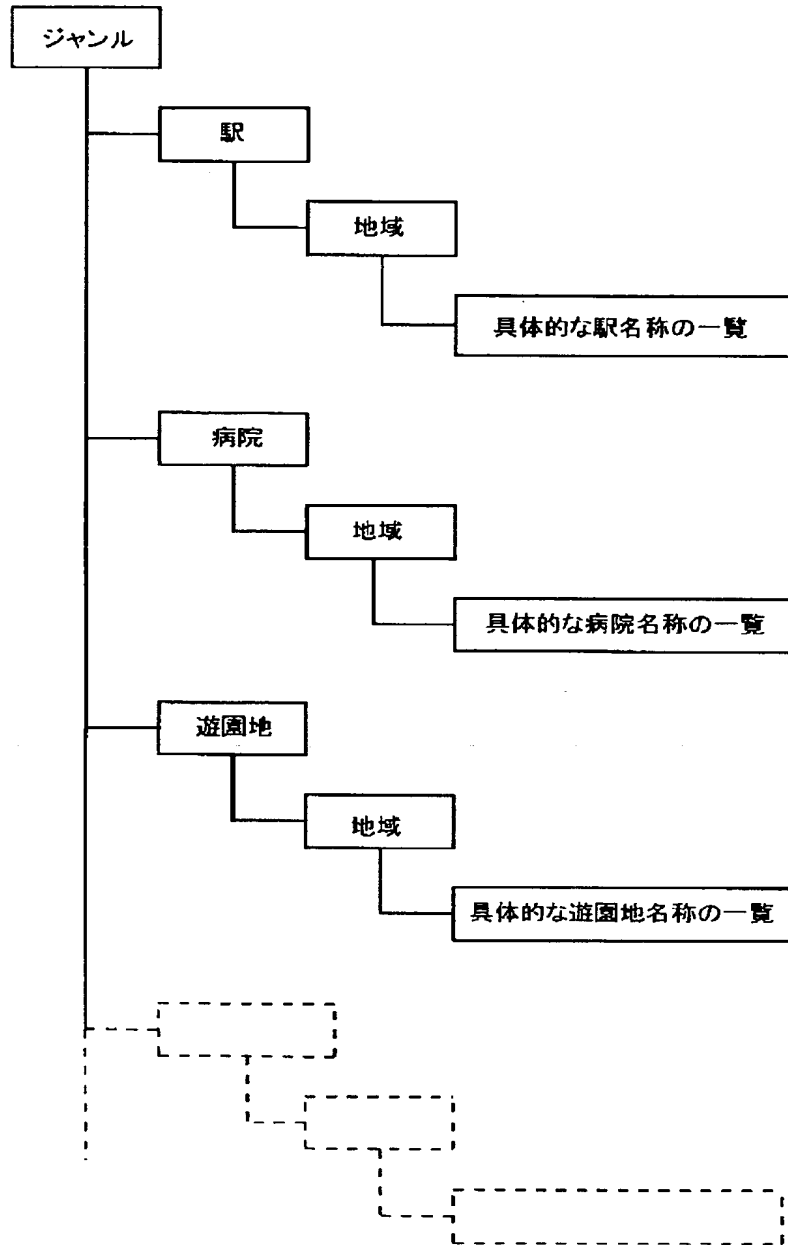 ジャンル
駅
地域
具体的な駅名称の一覧
病院
地域
具体的な病院名称の一覧
遊園地
地域
具体的な遊園地名称の一覧